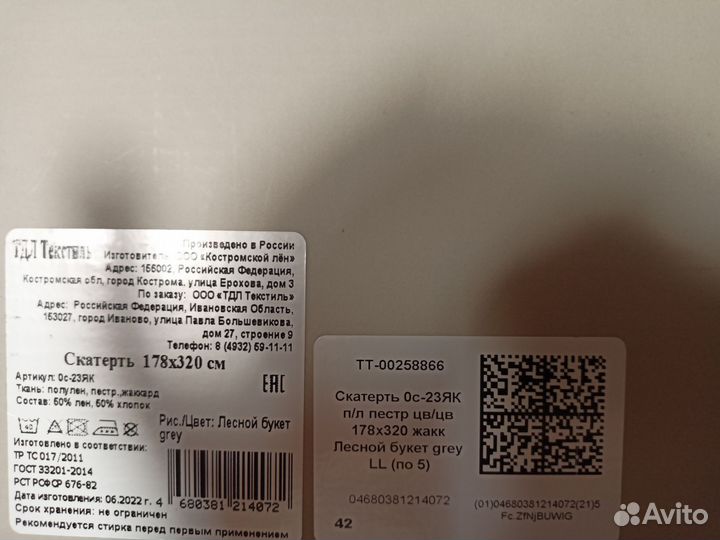 ТДЛ Текстиль
Произведено в России
Изготовитель: ООО «Костромской лён»
Адрес: 156002, Российская Федерация,
Костромская обл, город Кострома, улица Ерохова, дом 3
По заказу: ООО «ТДЛ Текстиль»
Адрес: Российская Федерация, Ивановская Область,
153027, город Иваново, улица Павла Большевикова,
дом 27, строение 9
Телефон: 8 (4932) 59-11-11
Скатерть 178х320 см
Артикул: 0с-23ЯК
Ткань: полулен, пестр.,жаккард
Состав: 50% лен, 50% хлопок
EAC
Рис./Цвет: Лесной букет
grey
Изготовлено в соответствии:
ТР ТС 017/2011
ГОСТ 33201-2014
РСТ РСФСР 676-82
Дата изготовления: 06.2022 г.
4 680381 214072
Срок хранения: не ограничен
Рекомендуется стирка перед первым применением
ТТ-00258866
Скатерть 0с-23ЯК
п/л пестр цв/цв
178х320 жакк
Лесной букет grey
LL (по 5)
04680381214072
42
(01)04680381214072(21)5
Fc.ZfNjBUWIG
Avito